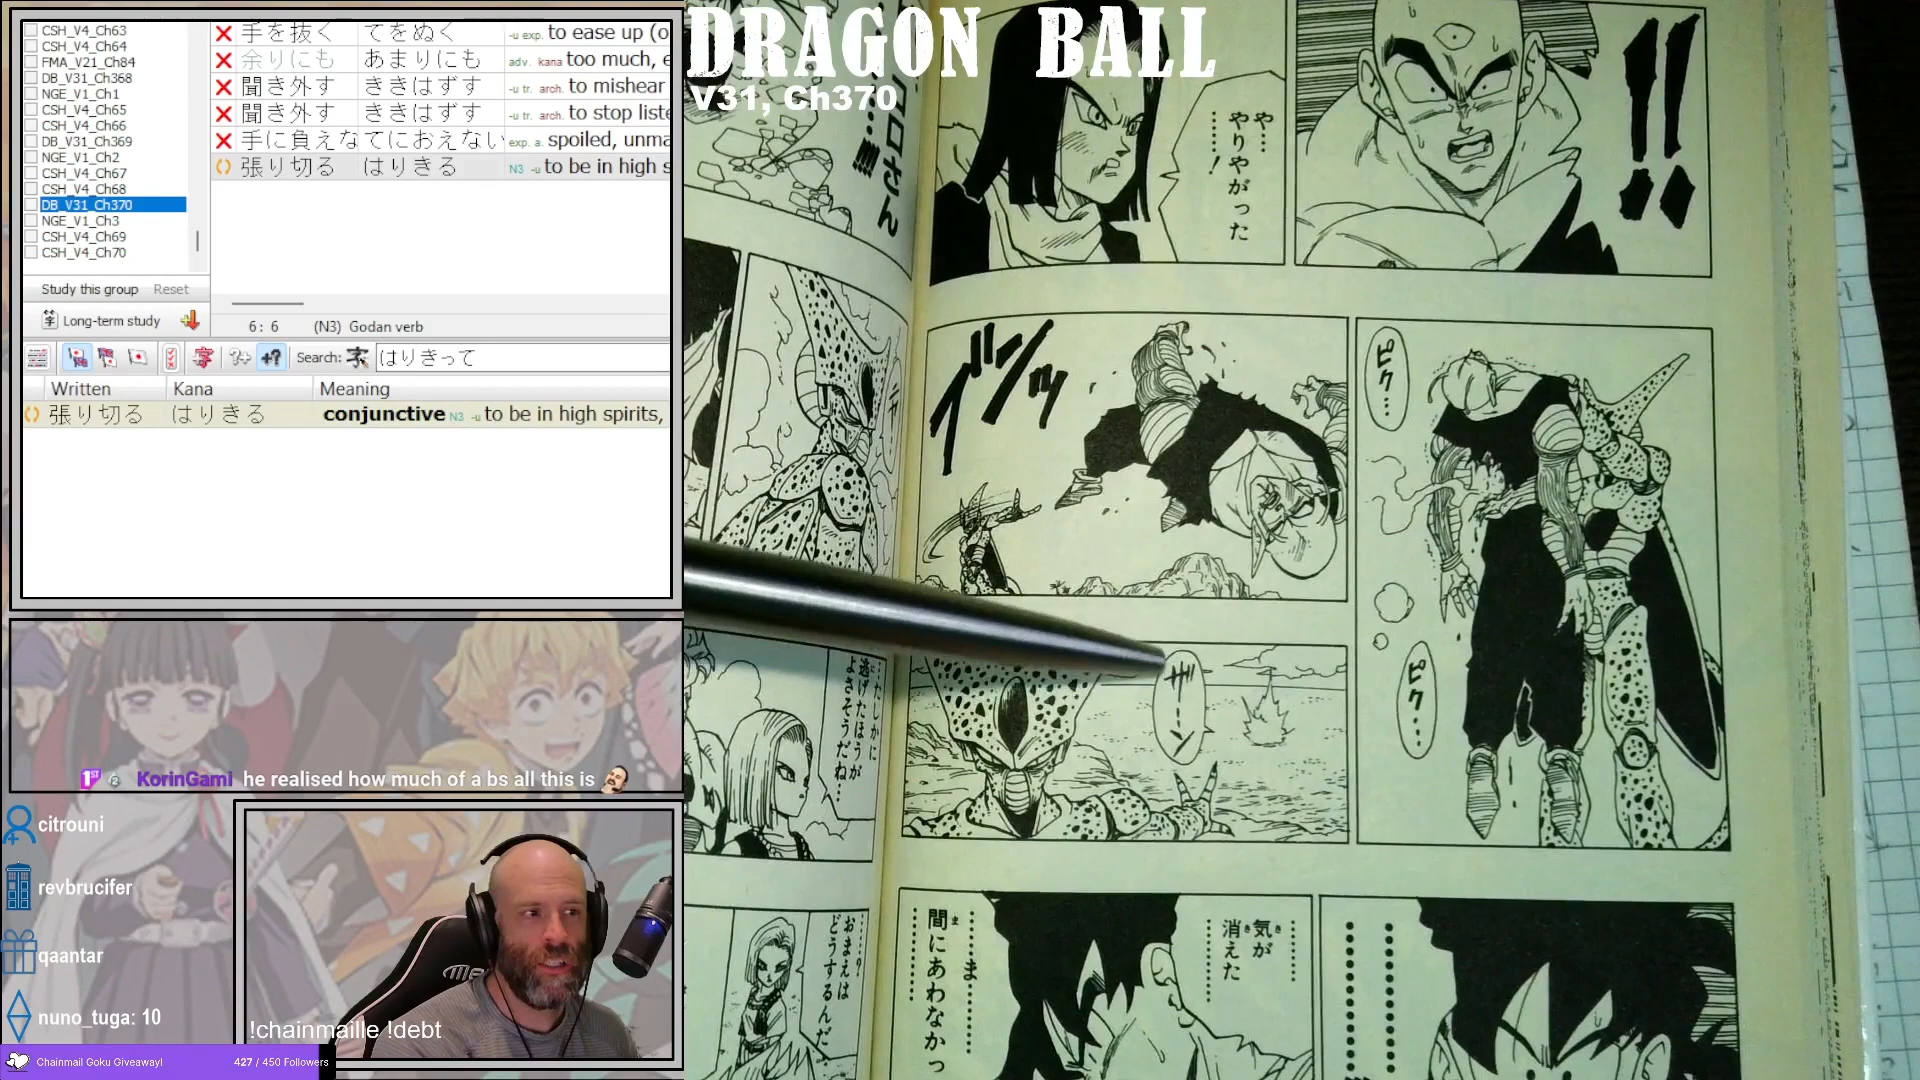 CSH_V4_Ch63
CSH_V4_Ch64
FMA_V21_Ch84
DB_V31_Ch368
NGE_V1_Ch1
CSH_V4_Ch65
CSH_V4_Ch66
DB_V31_Ch369
NGE_V1_Ch2
CSH_V4_Ch67
CSH_V4_Ch68
DB_V31_Ch370
NGE_V1_Ch3
CSH_V4_Ch69
CSH_V4_Ch70
Study this group Reset
Long-term study
手を抜く てをぬく -u exp. to ease up (o
余りにも あまりにも adv. kana too much, e
聞き外す ききはずす -u tr. arch. to mishear
聞き外す ききはずす -u tr. arch. to stop liste
手に負えな てにおえない exp. a. spoiled, unma
張り切る はりきる N3 -u to be in high s
6: 6 (N3) Godan verb
Search: はりきって
Written Kana Meaning
張り切る はりきる conjunctive N3 -u to be in high spirits,
1ST KorinGami he realised how much of a bs all this is
citrouni
revbrucifer
qaantar
nuno_tuga: 10
!chainmaille !debt
Chainmail Goku Giveaway! 427 / 450 Followers
DRAGON BALL
V31, Ch370
!!
や…
やりやがった
……!
ピク…
ピク…
ザ…ン
………
気が
消えた
………
……ま……
間にあわなかっ
ロさん
…!!!!
…たしかに
逃げたほうが
よさそうだね…
……?
おまえは
どうするんだ